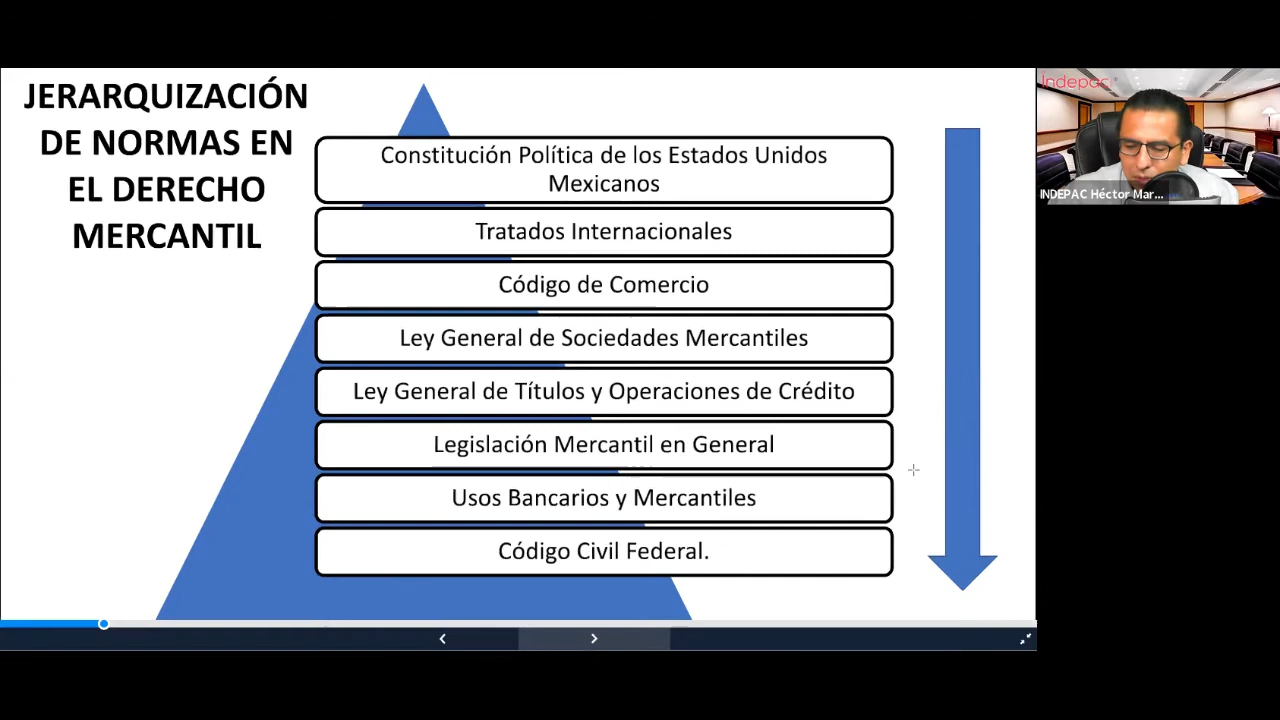 JERARQUIZACIÓN
DE NORMAS EN
EL DERECHO
MERCANTIL
Constitución Política de los Estados Unidos
Mexicanos
Tratados Internacionales
Código de Comercio
Ley General de Sociedades Mercantiles
Ley General de Títulos y Operaciones de Crédito
Legislación Mercantil en General
Usos Bancarios y Mercantiles
Código Civil Federal.
Indepac
INDEPAC Héctor Mar...